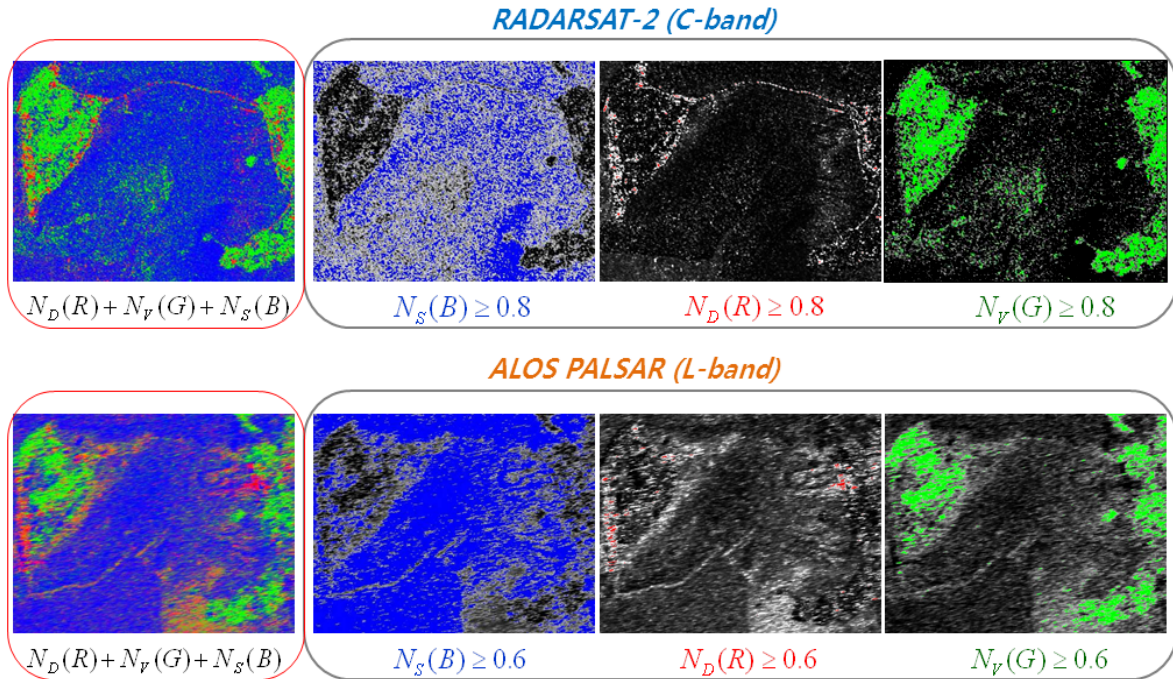 RADARSAT-2 (C-band)
N_D(R) + N_V(G) + N_S(B)
N_S(B) ≥ 0.8
N_D(R) ≥ 0.8
N_V(G) ≥ 0.8
ALOS PALSAR (L-band)
N_D(R) + N_V(G) + N_S(B)
N_S(B) ≥ 0.6
N_D(R) ≥ 0.6
N_V(G) ≥ 0.6